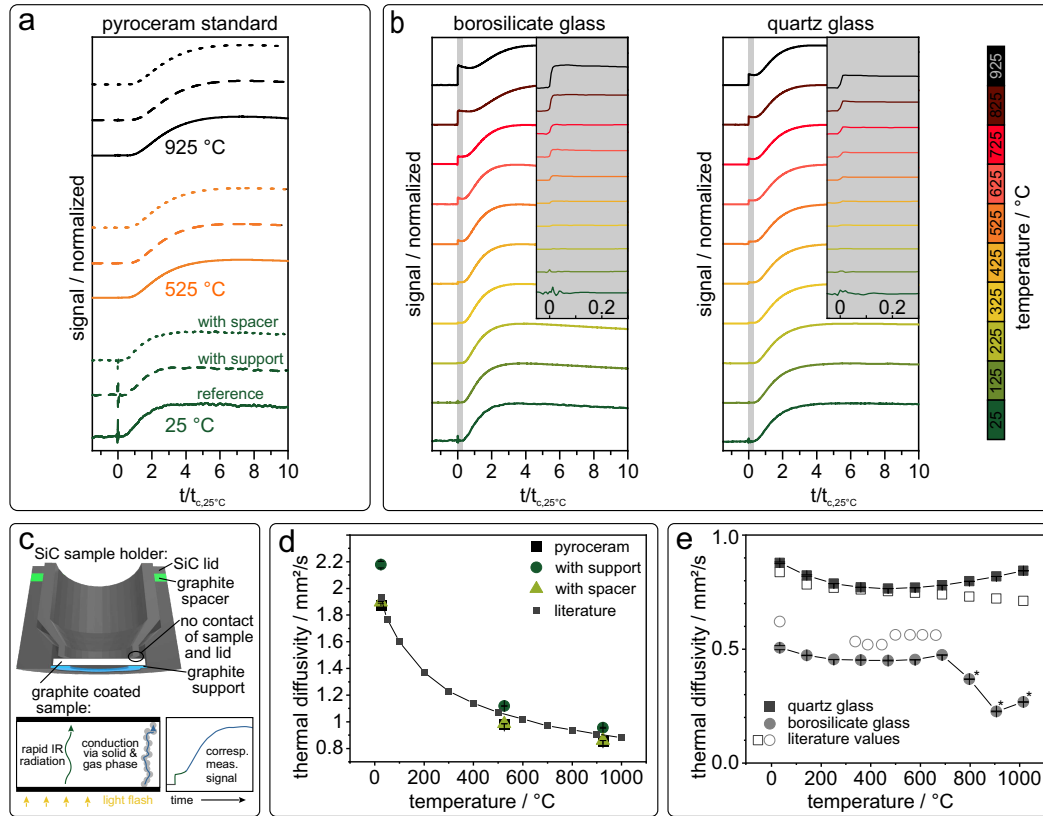 a
pyroceram standard
signal / normalized
925 °C
525 °C
with spacer
with support
reference
25 °C
0 2 4 6 8 10
t/t_c,25°C
b
borosilicate glass
signal / normalized
0 0.2
0 2 4 6 8 10
t/t_c,25°C
quartz glass
signal / normalized
0 0.2
0 2 4 6 8 10
t/t_c,25°C
925
825
725
625
525
425
325
225
125
25
temperature / °C
c
SiC sample holder:
SiC lid
graphite
spacer
no contact
of sample
and lid
graphite
support
graphite coated
sample:
rapid IR
radiation
conduction
via solid &
gas phase
light flash
corresp.
meas.
signal
time
d
thermal diffusivity / mm²/s
2.2
2.0
1.8
1.6
1.4
1.2
1.0
0.8
pyroceram
with support
with spacer
literature
0 200 400 600 800 1000
temperature / °C
e
thermal diffusivity / mm²/s
1.0
0.5
0.0
* * *
quartz glass
borosilicate glass
literature values
0 200 400 600 800 1000
temperature / °C